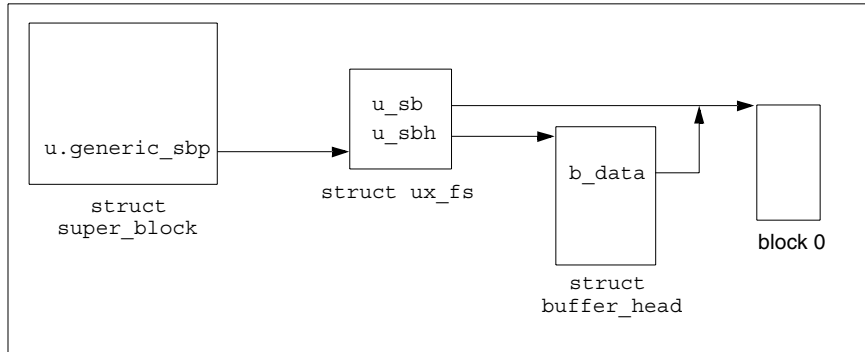 u.generic_sbp
struct
super_block
u_sb
u_sbh
struct ux_fs
b_data
struct
buffer_head
block 0